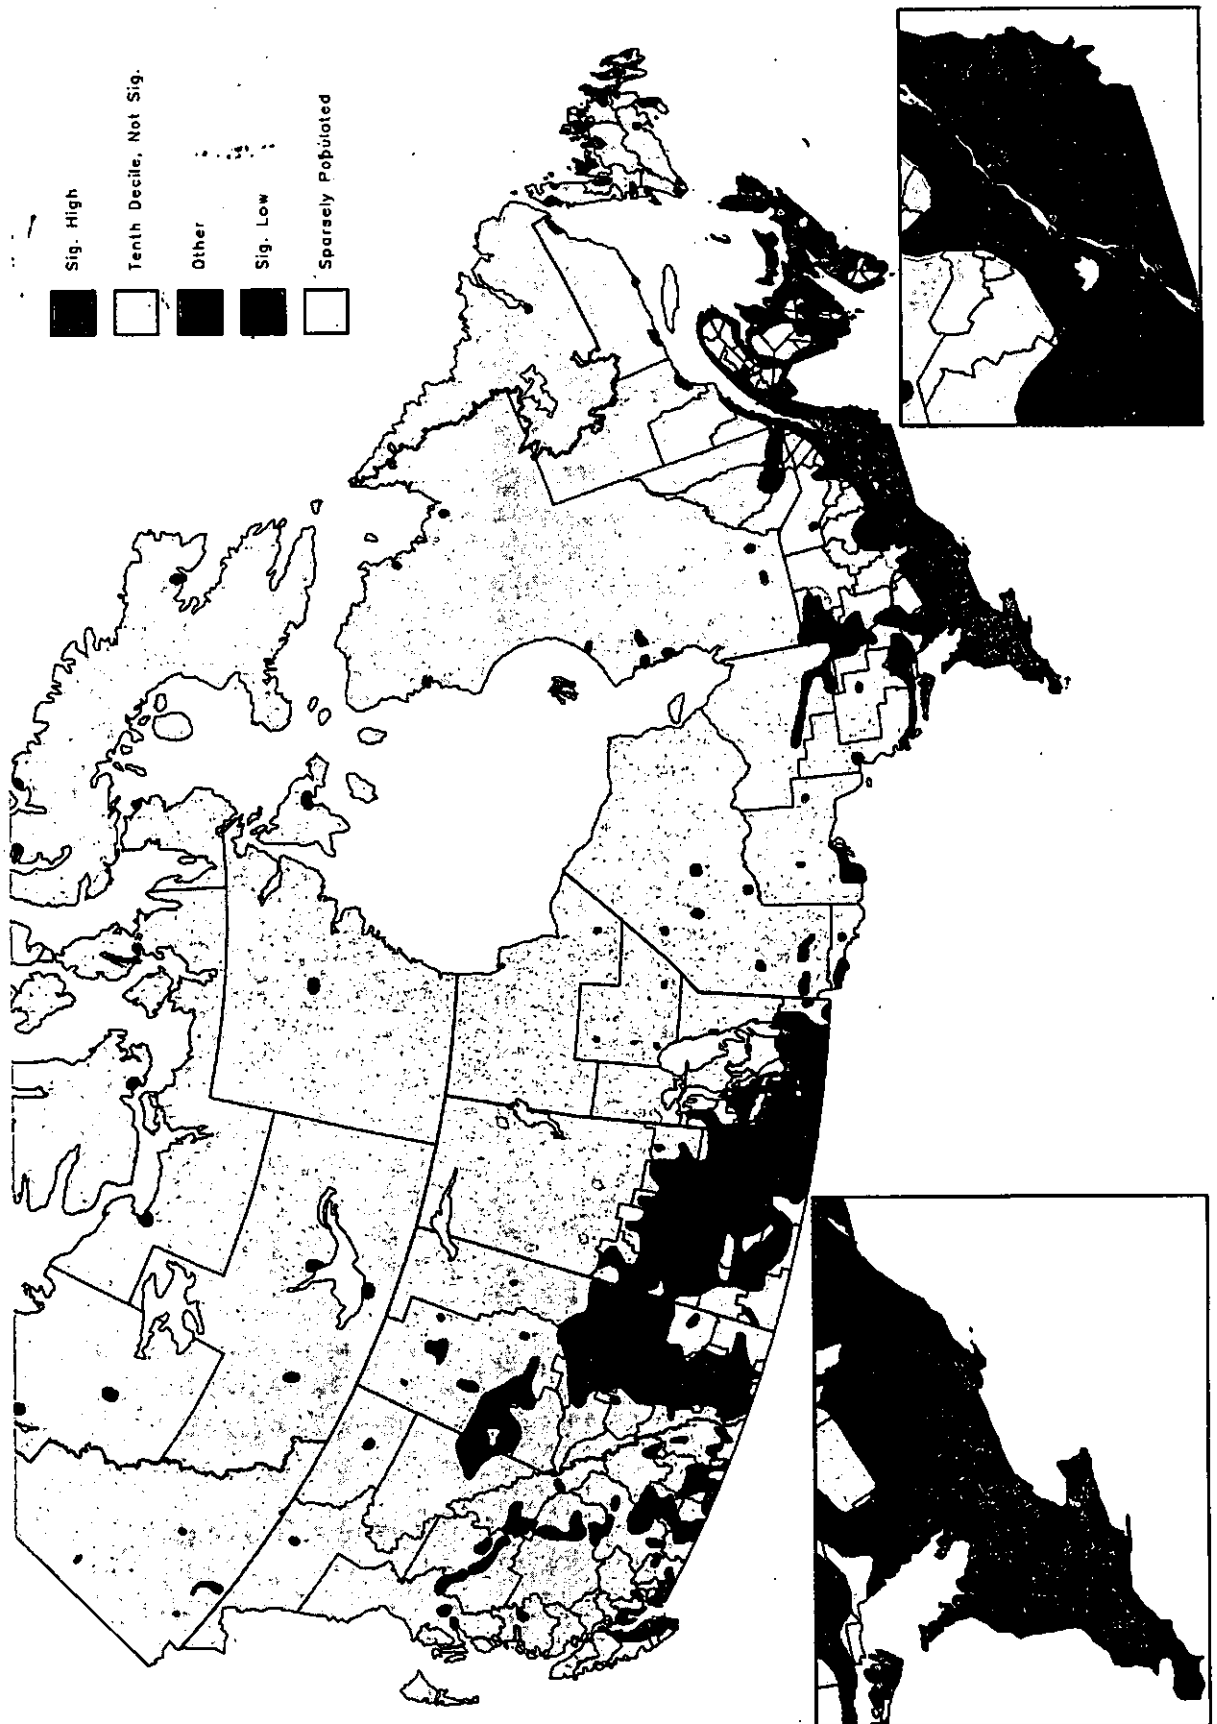 Sig. High
Tenth Decile, Not Sig.
Other
Sig. Low
Sparsely Populated